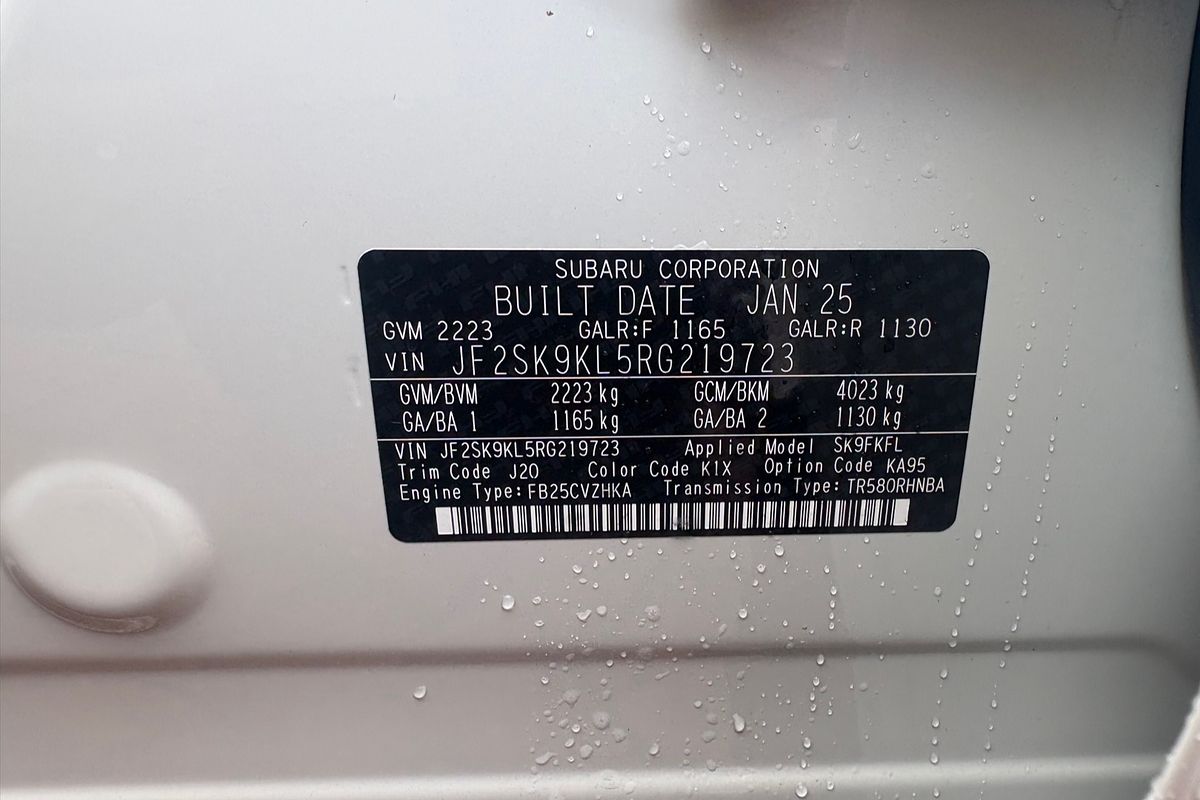 SUBARU CORPORATION
BUILT DATE JAN 25
GVM 2223 GALR:F 1165 GALR:R 1130
VIN JF2SK9KL5RG219723
GVM/BVM 2223 kg GCM/BKM 4023 kg
GA/BA 1 1165 kg GA/BA 2 1130 kg
VIN JF2SK9KL5RG219723 Applied Model SK9FKFL
Trim Code J20 Color Code K1X Option Code KA95
Engine Type:FB25CVZHKA Transmission Type:TR580RHNBA